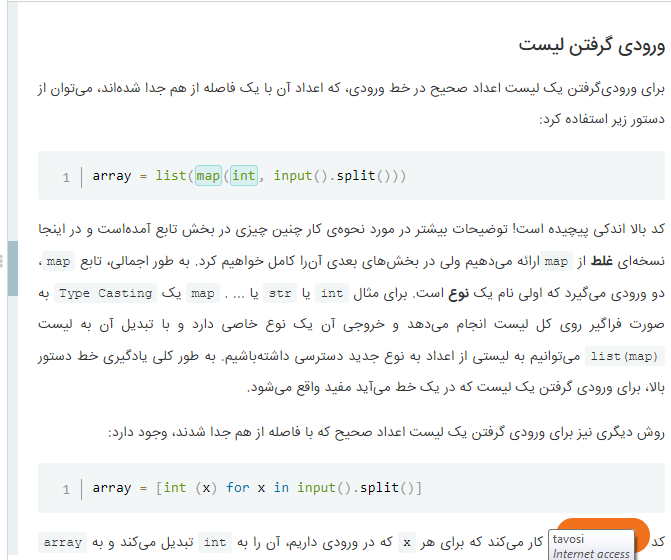 ورودی گرفتن لیست
برای ورودی‌گرفتن یک لیست اعداد صحیح در خط ورودی، که اعداد آن با یک فاصله از هم جدا شده‌اند، می‌توان از
دستور زیر استفاده کرد:
1 array = list(map(int, input().split()))
کد بالا اندکی پیچیده است! توضیحات بیشتر در مورد نحوه‌ی کار چنین چیزی در بخش تابع آمده‌است و در اینجا
نسخه‌ای غلط از map ارائه می‌دهیم ولی در بخش‌های بعدی آن‌را کامل خواهیم کرد. به طور اجمالی، تابع map ،
دو ورودی می‌گیرد که اولی نام یک نوع است. برای مثال int یا str یا ... . map یک Type Casting به
صورت فراگیر روی کل لیست انجام می‌دهد و خروجی آن یک نوع خاصی دارد و با تبدیل آن به لیست
list(map) می‌توانیم به لیستی از اعداد به نوع جدید دسترسی داشته‌باشیم. به طور کلی یادگیری خط دستور
بالا، برای ورودی گرفتن یک لیست که در یک خط می‌آید مفید واقع می‌شود.
روش دیگری نیز برای ورودی گرفتن یک لیست اعداد صحیح که با فاصله از هم جدا شدند، وجود دارد:
1 array = [int (x) for x in input().split()]
کد کار می‌کند که برای هر x که در ورودی داریم، آن را به int تبدیل می‌کند و به array
tavosi
Internet access